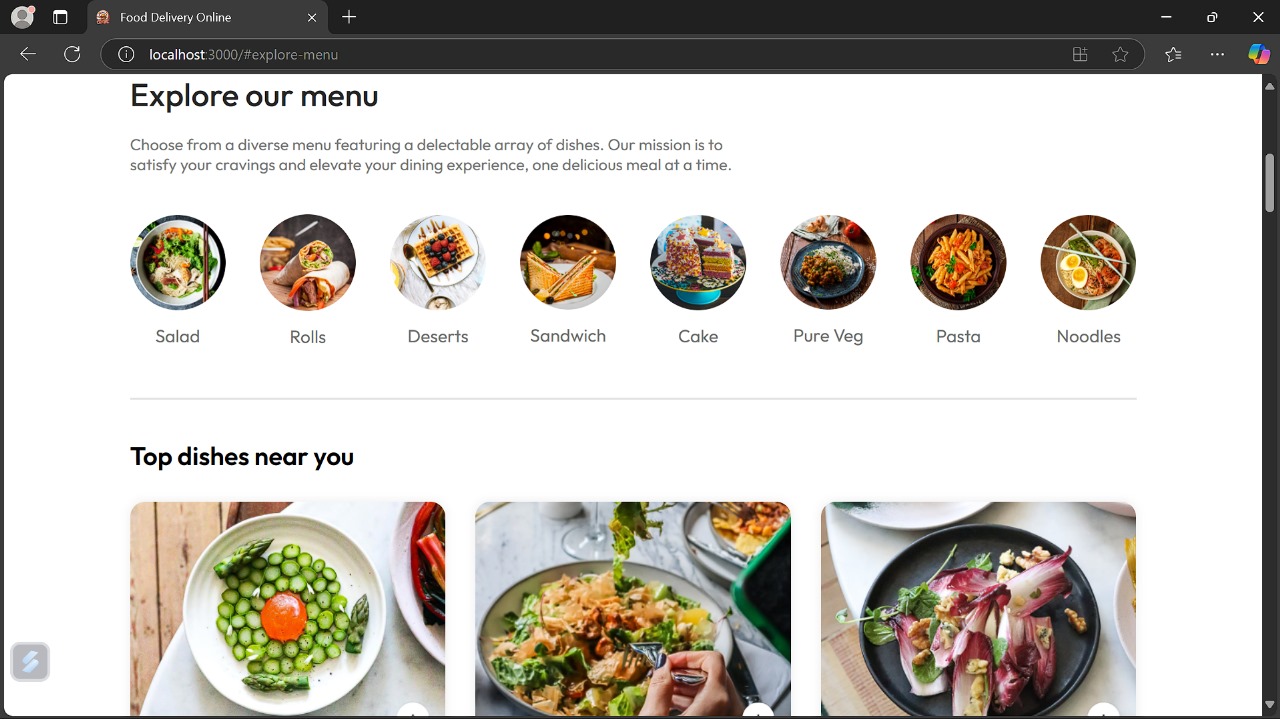 Food Delivery Online
localhost:3000/#explore-menu
Explore our menu
Choose from a diverse menu featuring a delectable array of dishes. Our mission is to
satisfy your cravings and elevate your dining experience, one delicious meal at a time.
Salad Rolls Deserts Sandwich Cake Pure Veg Pasta Noodles
Top dishes near you